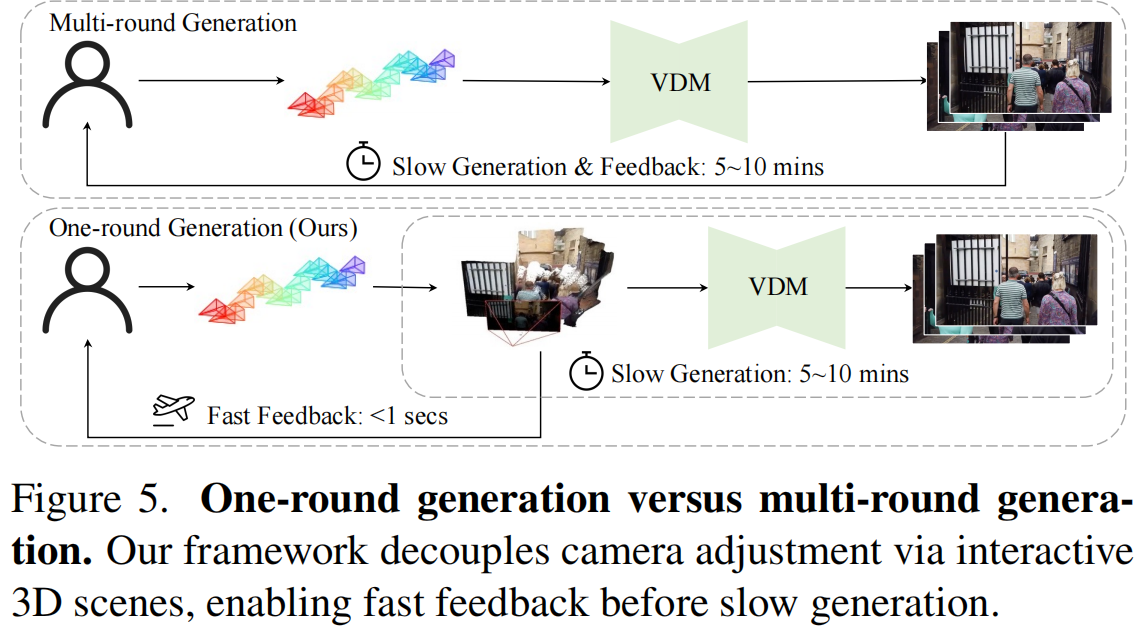 Multi-round Generation
VDM
Slow Generation & Feedback: 5~10 mins
One-round Generation (Ours)
VDM
Slow Generation: 5~10 mins
Fast Feedback: <1 secs
Figure 5. One-round generation versus multi-round genera-
tion. Our framework decouples camera adjustment via interactive
3D scenes, enabling fast feedback before slow generation.